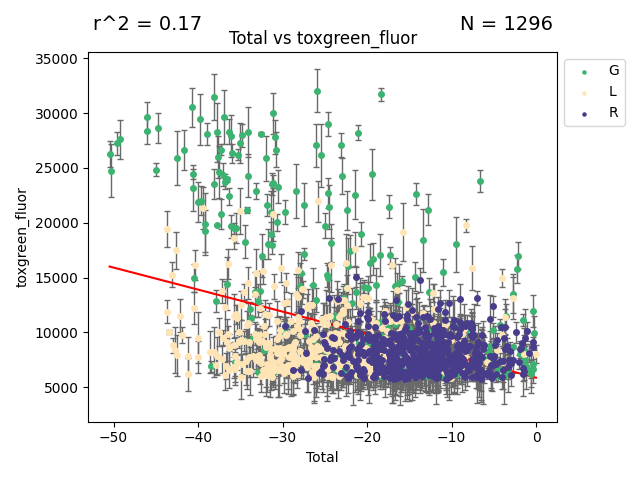 r^2 = 0.17
N = 1296
Total vs toxgreen_fluor
35000
30000
25000
20000
15000
10000
5000
toxgreen_fluor
−50
−40
−30
−20
−10
0
Total
G
L
R